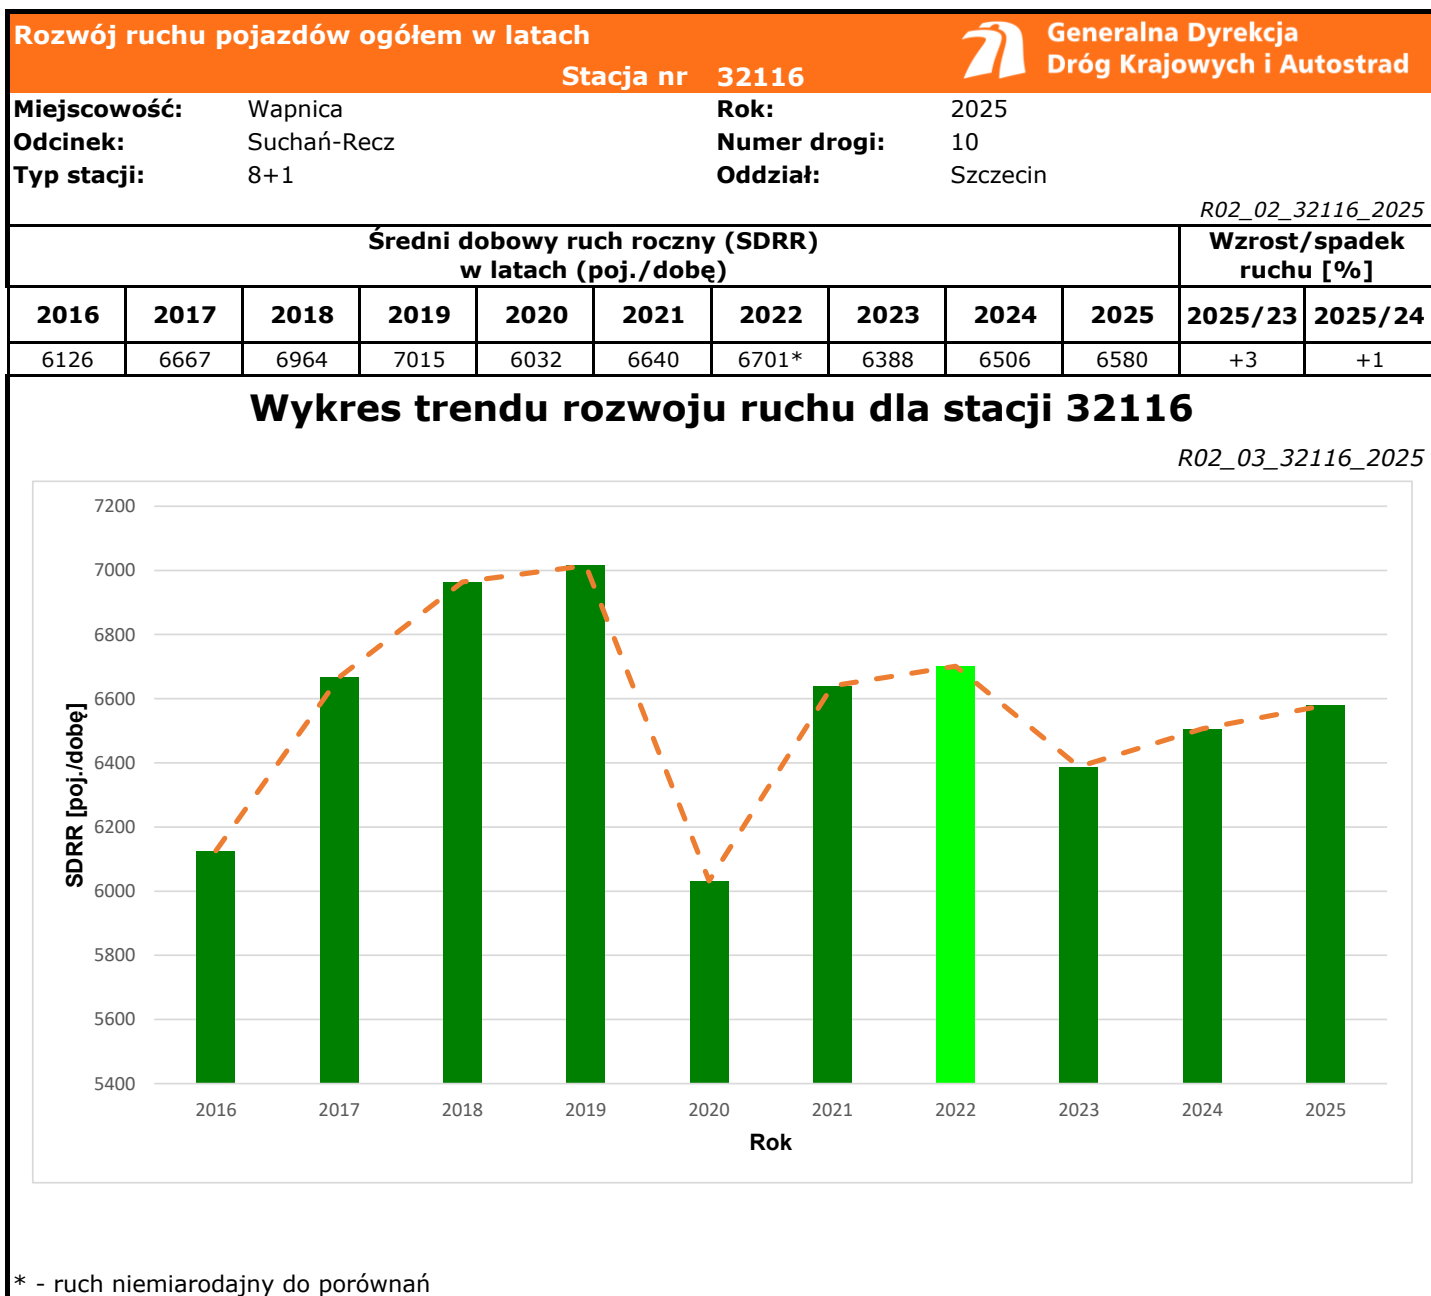 Rozwój ruchu pojazdów ogółem w latach
Generalna Dyrekcja
Dróg Krajowych i Autostrad
Stacja nr 32116
Miejscowość: Wapnica Rok: 2025
Odcinek: Suchań-Recz Numer drogi: 10
Typ stacji: 8+1 Oddział: Szczecin
R02_02_32116_2025
Średni dobowy ruch roczny (SDRR)
w latach (poj./dobę)
Wzrost/spadek
ruchu [%]
2016 2017 2018 2019 2020 2021 2022 2023 2024 2025 2025/23 2025/24
6126 6667 6964 7015 6032 6640 6701* 6388 6506 6580 +3 +1
Wykres trendu rozwoju ruchu dla stacji 32116
R02_03_32116_2025
SDRR [poj./dobę]
7200
7000
6800
6600
6400
6200
6000
5800
5600
5400
2016 2017 2018 2019 2020 2021 2022 2023 2024 2025
Rok
* - ruch niemiarodajny do porównań